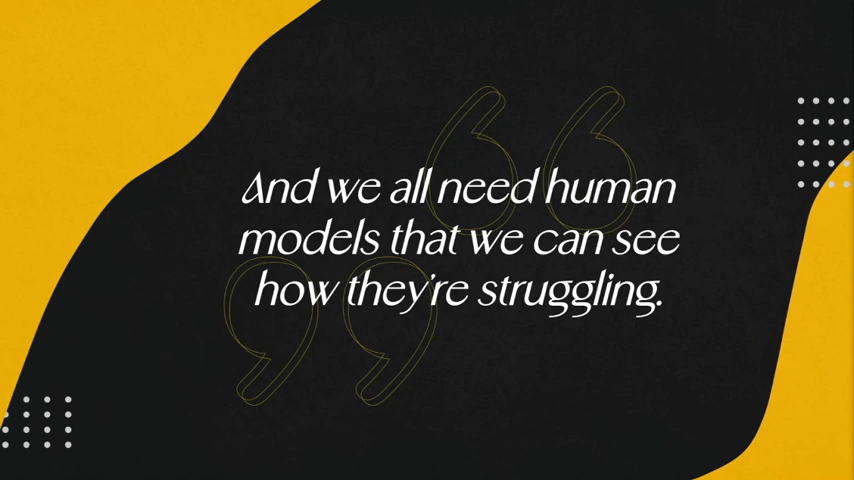 And we all need human
models that we can see
how they're struggling.